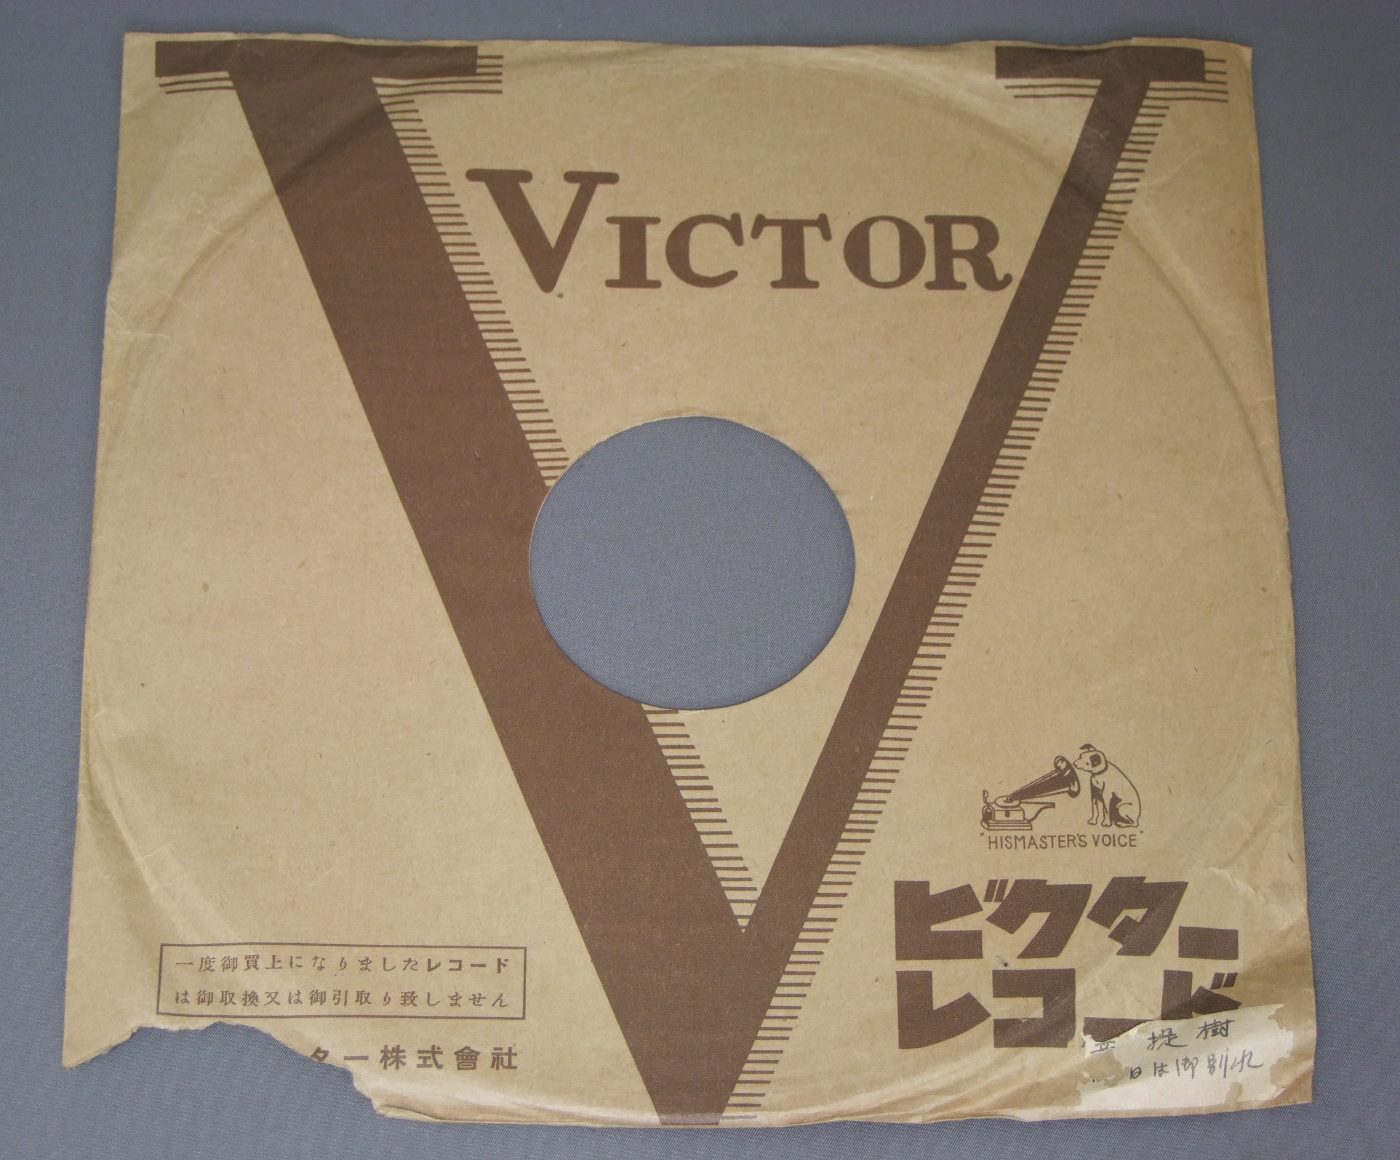 VICTOR
"HISMASTER'S VOICE"
ビクター
レコード
一度御買上になりましたレコード
は御取換又は御引取り致しません
ター株式會社
提樹
日は御別れ